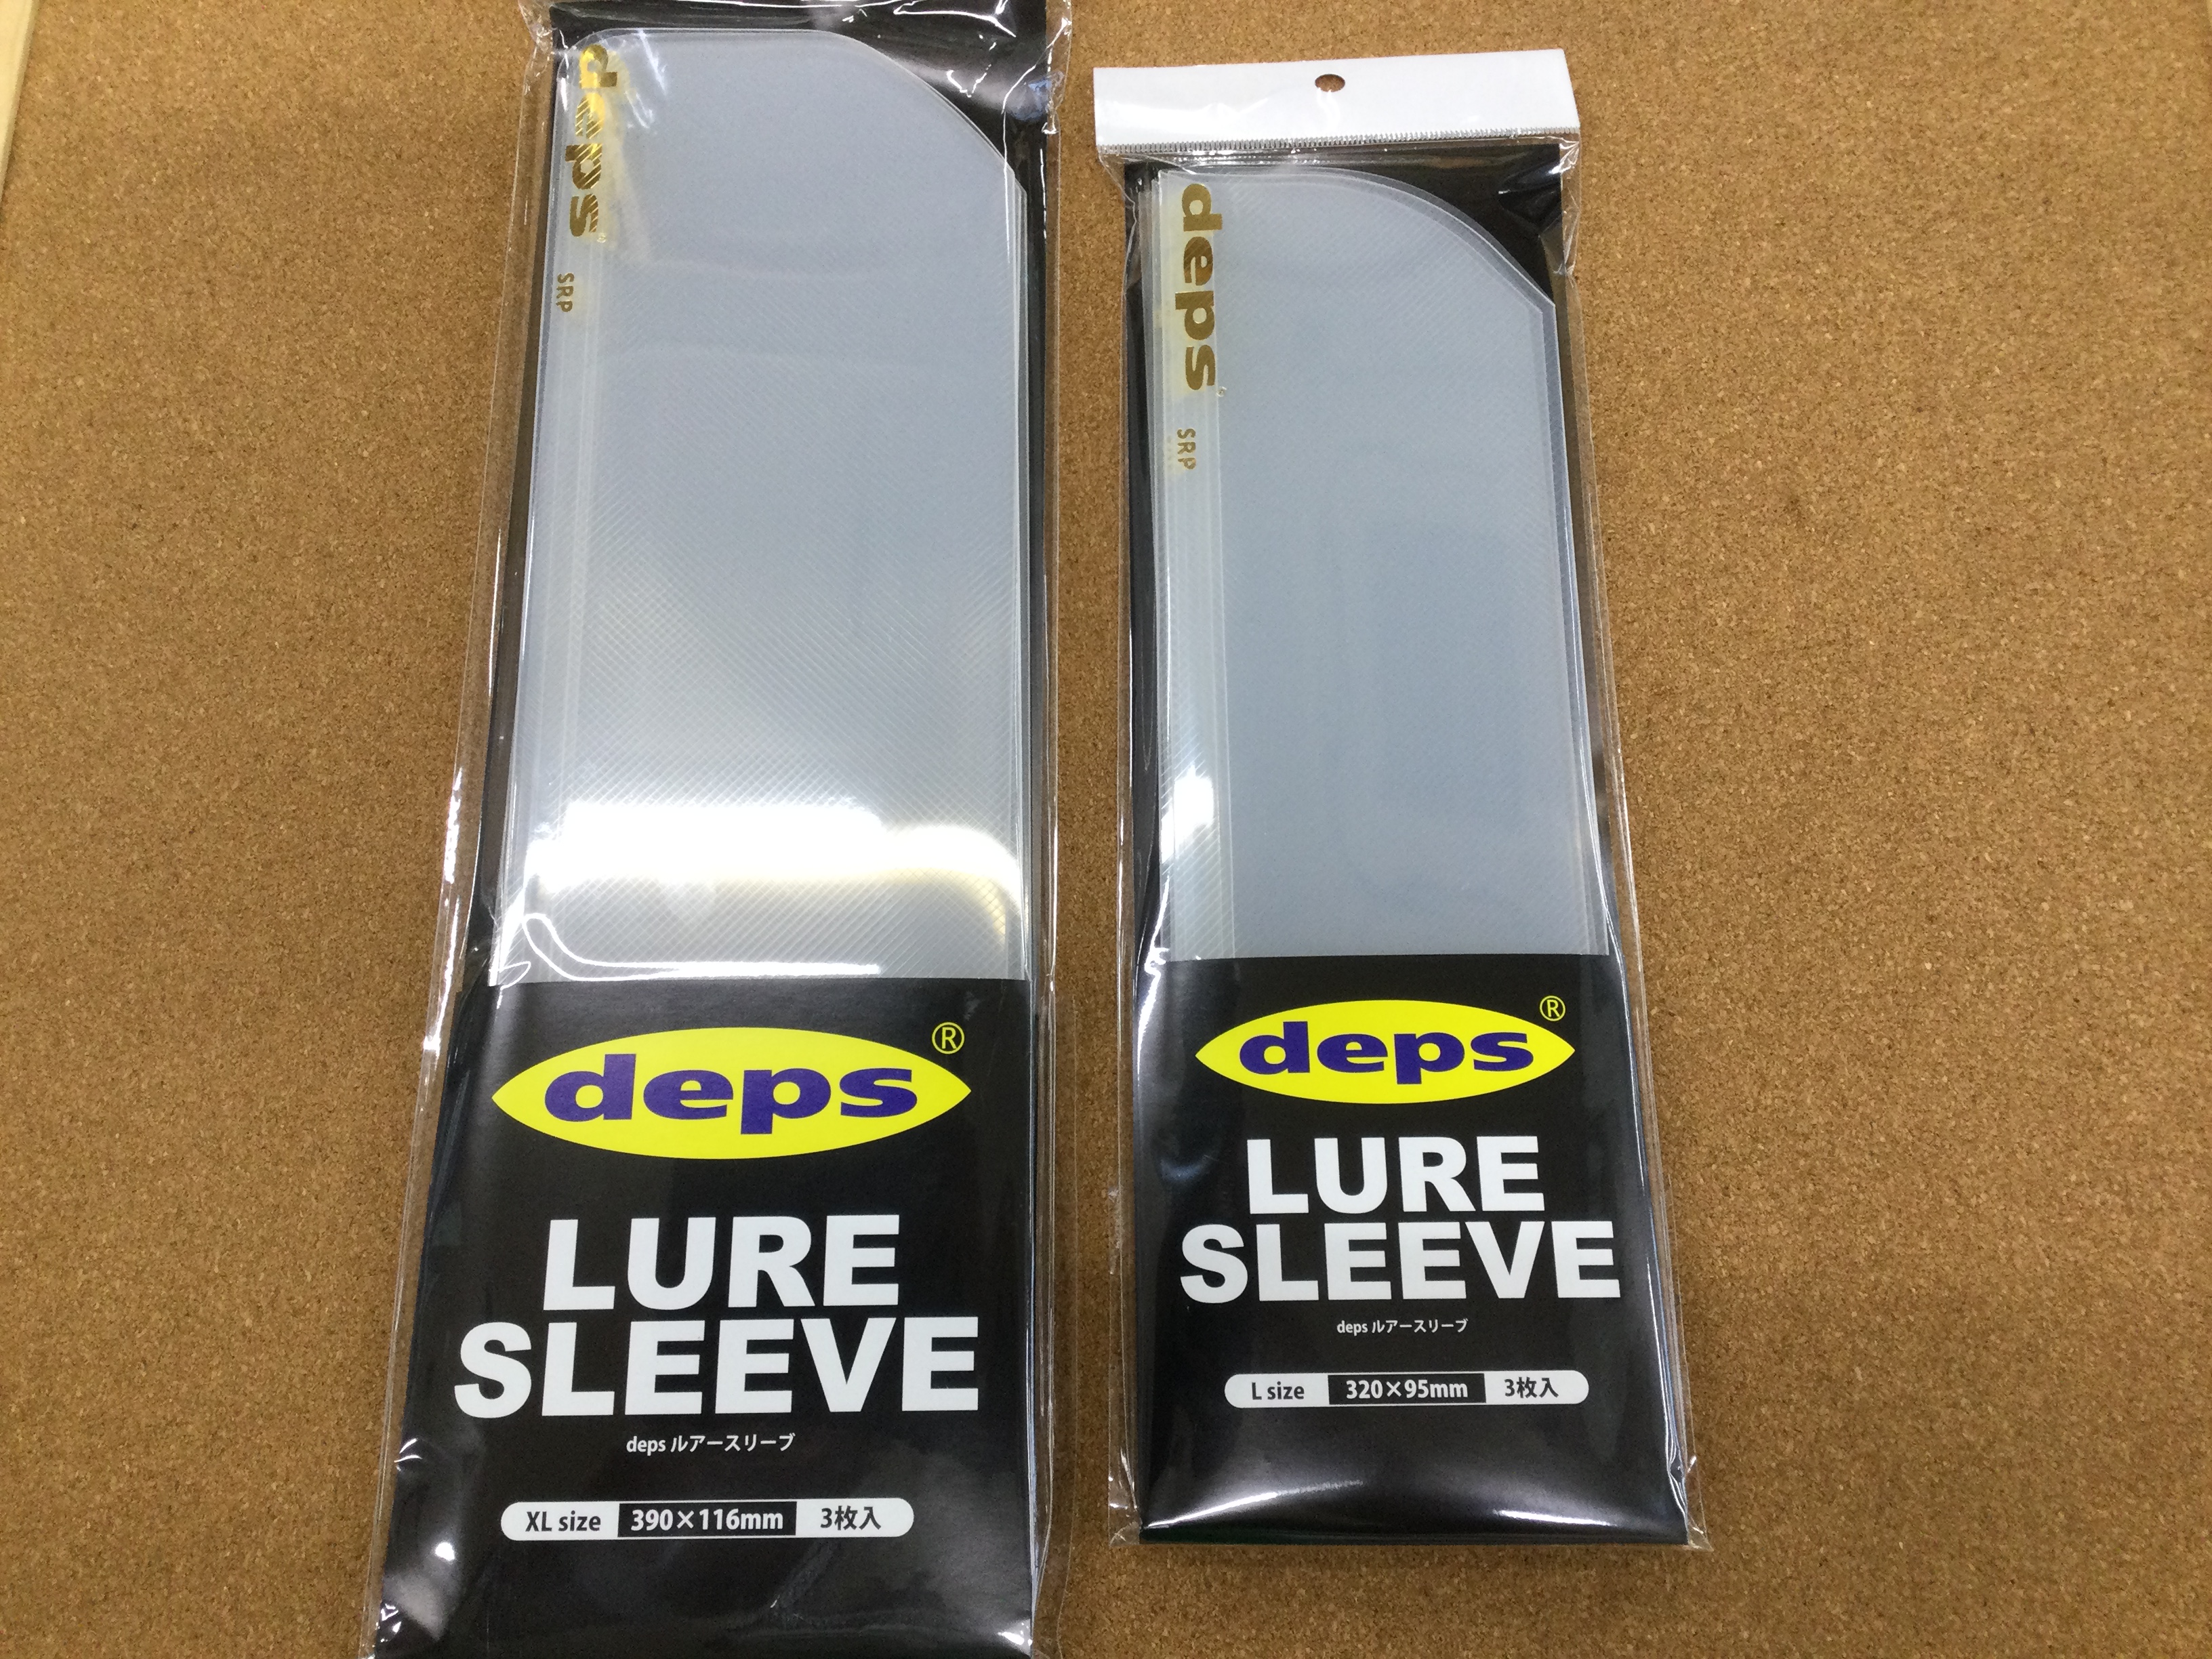 deps
SRP
deps®
LURE
SLEEVE
deps ルアースリーブ
XL size 390×116mm 3枚入
deps
SRP
deps®
LURE
SLEEVE
deps ルアースリーブ
L size 320×95mm 3枚入